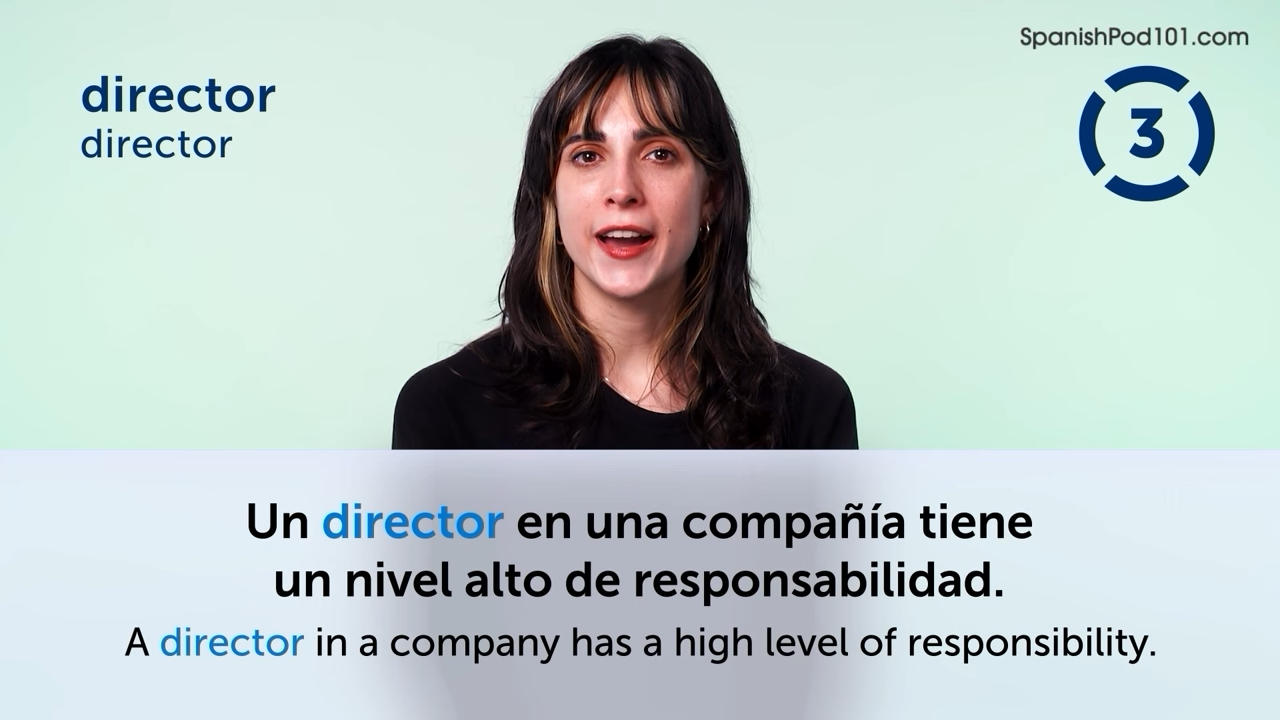 SpanishPod101.com
director
director
3
Un director en una compañía tiene
un nivel alto de responsabilidad.
A director in a company has a high level of responsibility.